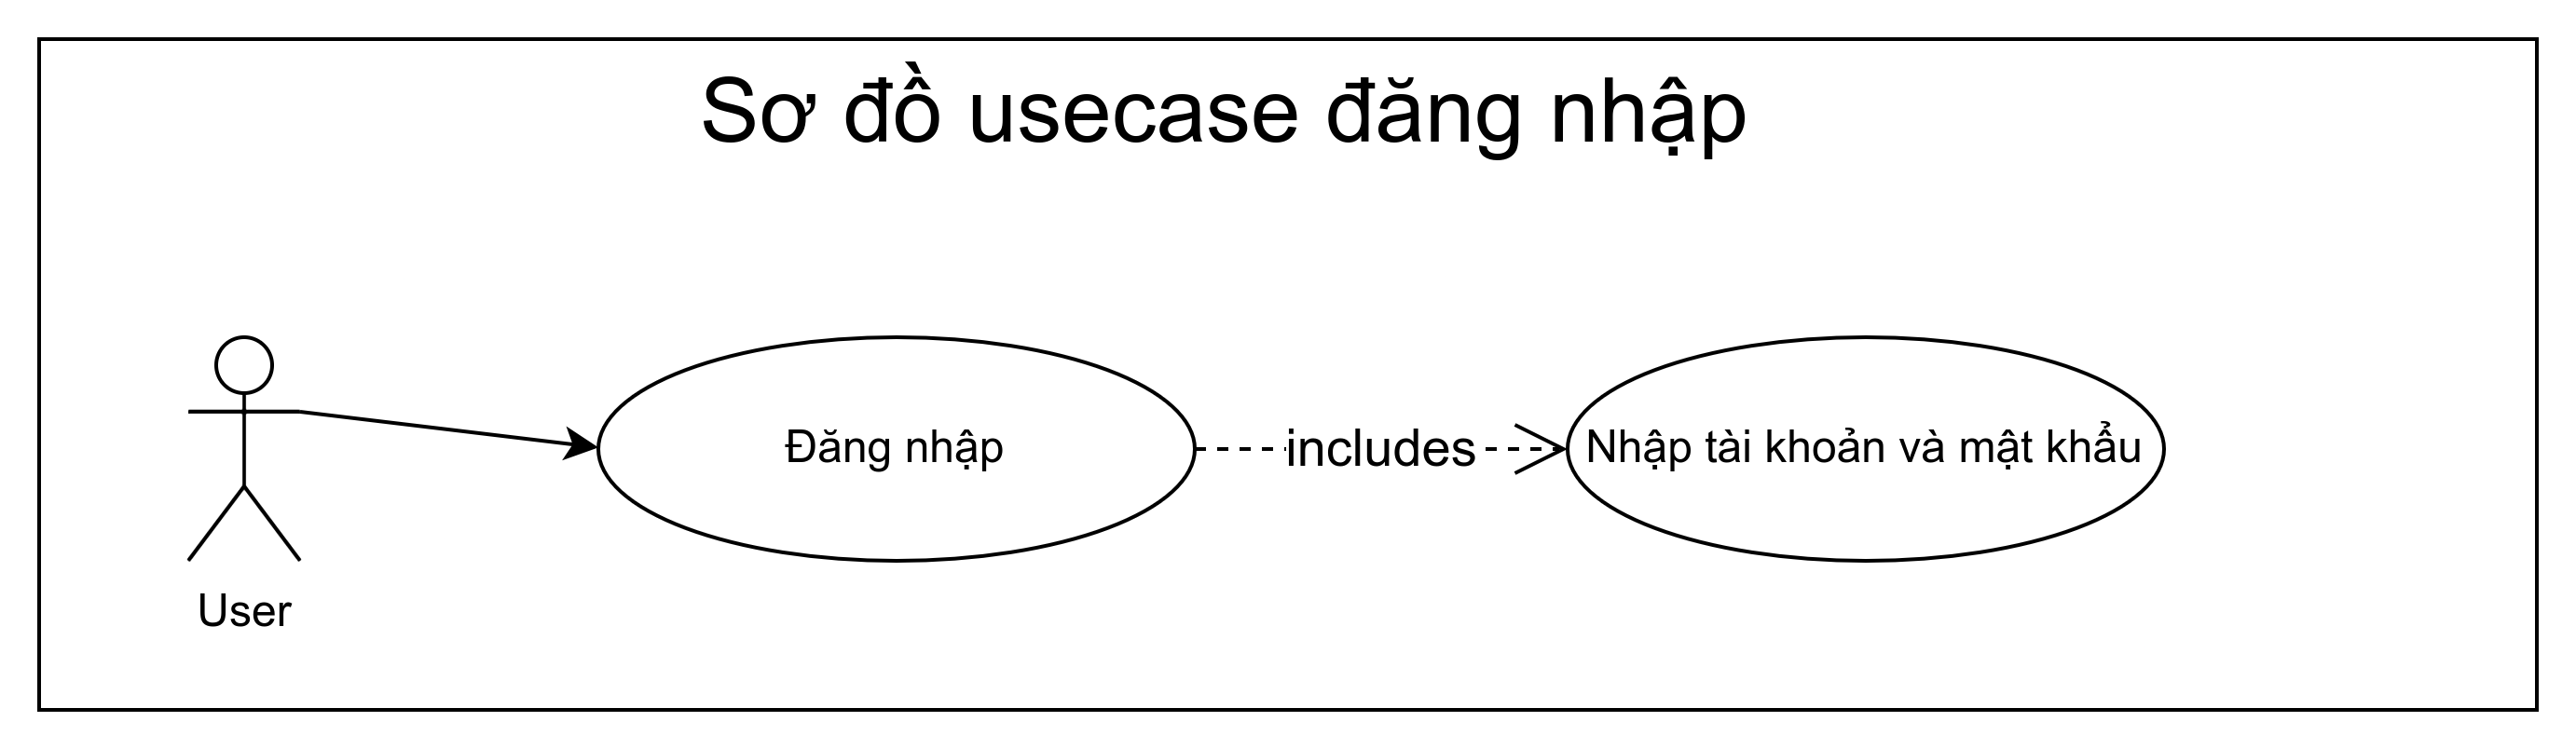 Sơ đồ usecase đăng nhập
Đăng nhập
includes
Nhập tài khoản và mật khẩu
User